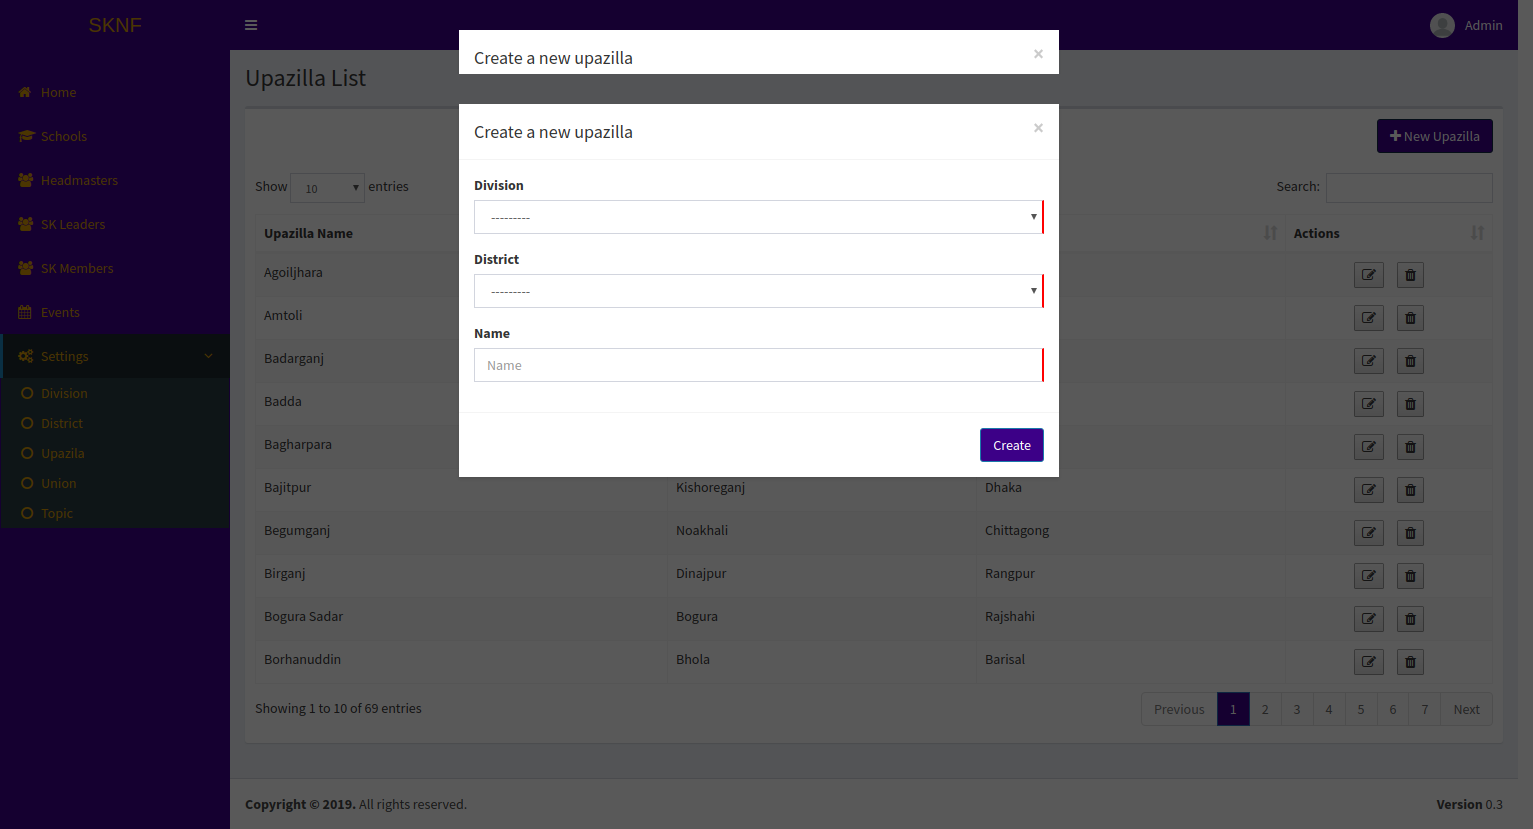 SKNF
Admin
Home
Schools
Headmasters
SK Leaders
SK Members
Events
Settings
Division
District
Upazila
Union
Topic
Create a new upazilla ×
Upazilla List
Create a new upazilla ×
New Upazilla
Division
---------
District
---------
Name
Name
Create
Show 10 entries
Search:
Upazilla Name Actions
Agoiljhara
Amtoli
Badarganj
Badda
Bagharpara
Bajitpur Kishoreganj Dhaka
Begumganj Noakhali Chittagong
Birganj Dinajpur Rangpur
Bogura Sadar Bogura Rajshahi
Borhanuddin Bhola Barisal
Showing 1 to 10 of 69 entries
Previous 1 2 3 4 5 6 7 Next
Copyright © 2019. All rights reserved.
Version 0.3